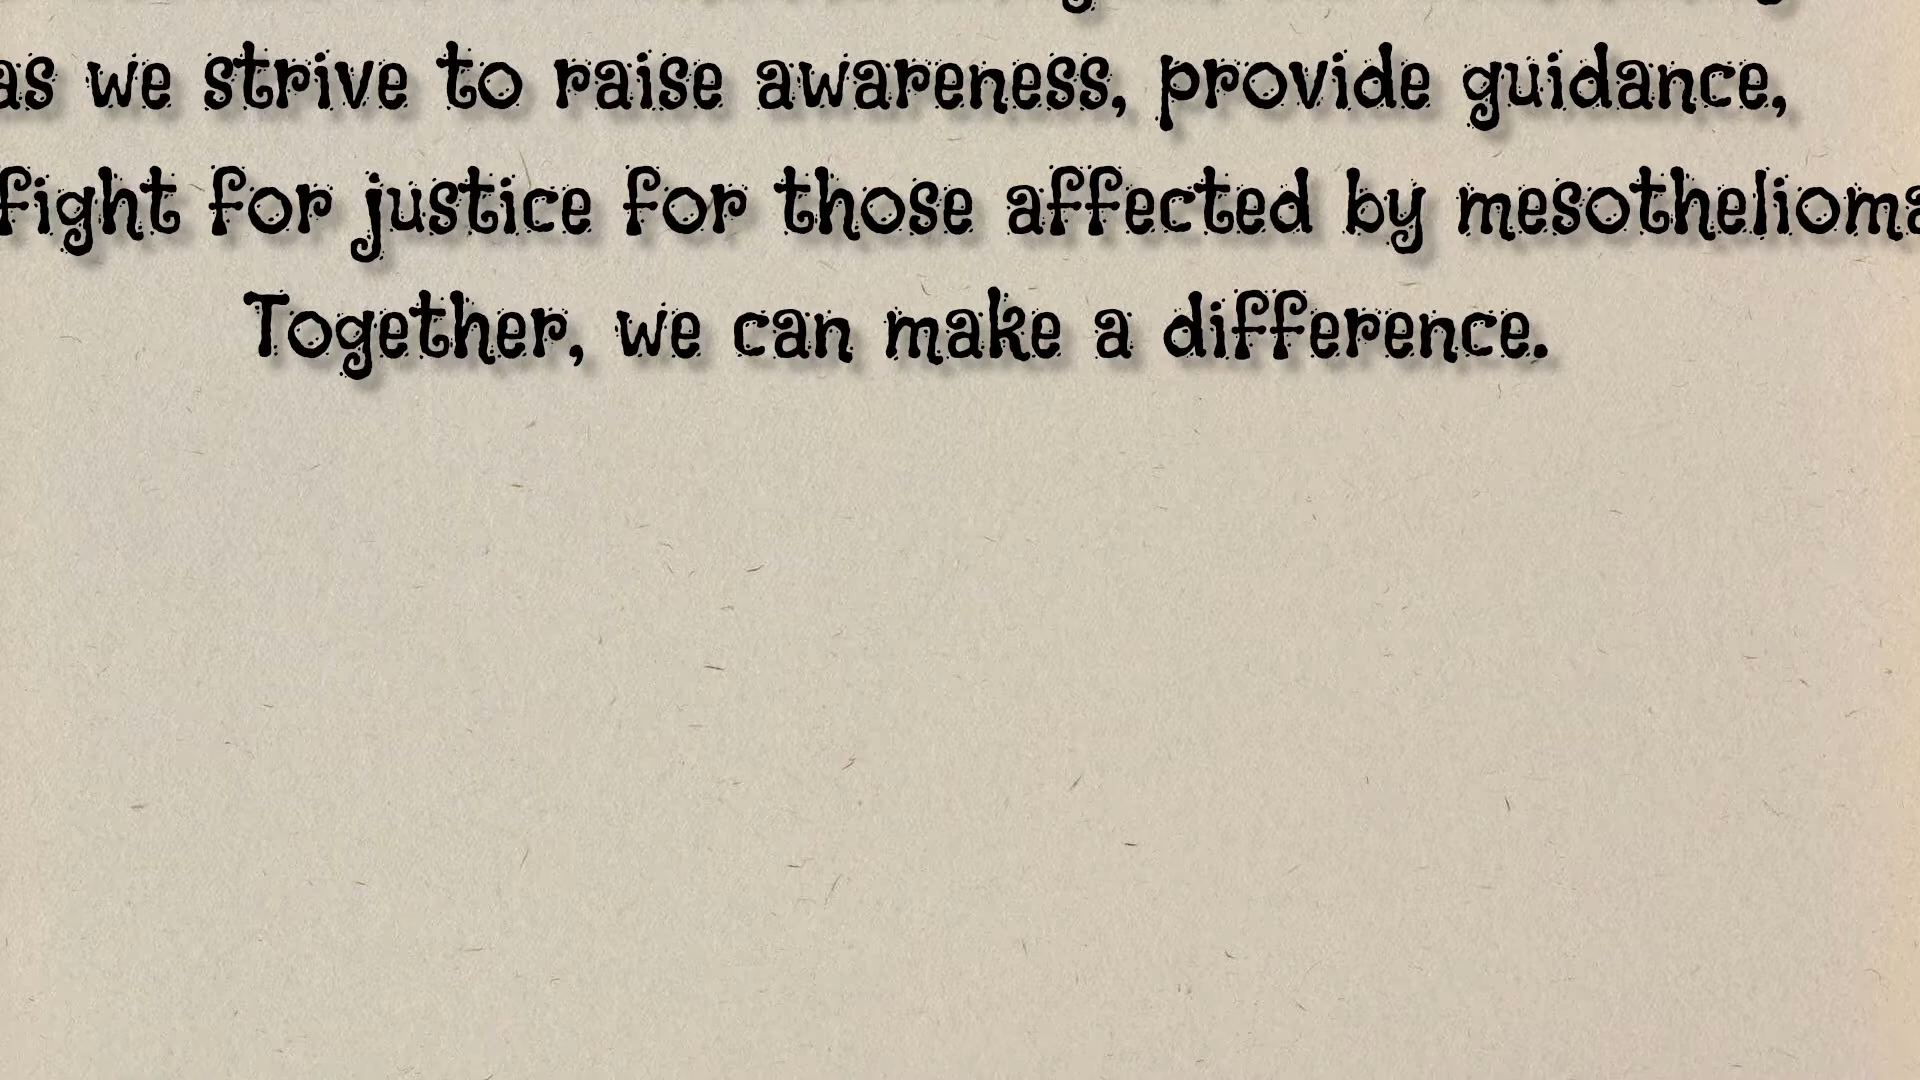 as we strive to raise awareness, provide guidance,
fight for justice for those affected by mesothelioma
Together, we can make a difference.